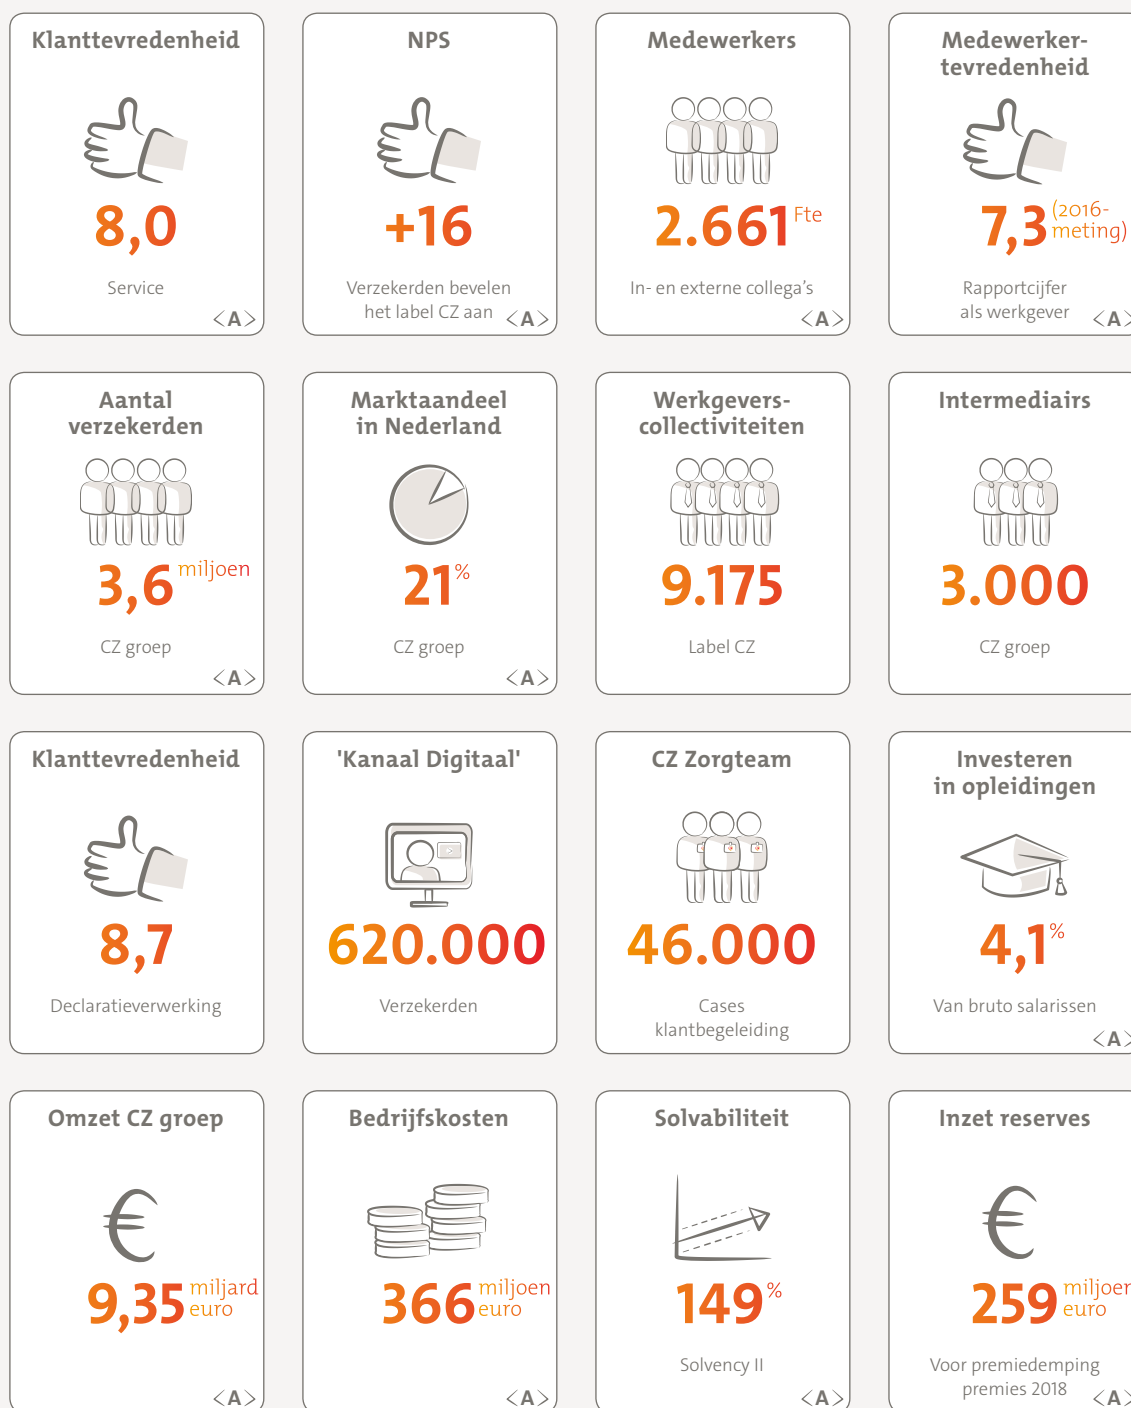 Klanttevredenheid
8,0
Service
<A>
NPS
+16
Verzekerden bevelen
het label CZ aan
<A>
Medewerkers
2.661 Fte
In- en externe collega's
<A>
Medewerker-
tevredenheid
7,3 (2016-
meting)
Rapportcijfer
als werkgever
<A>
Aantal
verzekerden
3,6 miljoen
CZ groep
<A>
Marktaandeel
in Nederland
21%
CZ groep
<A>
Werkgevers-
collectiviteiten
9.175
Label CZ
Intermediairs
3.000
CZ groep
Klanttevredenheid
8,7
Declaratieverwerking
'Kanaal Digitaal'
620.000
Verzekerden
CZ Zorgteam
46.000
Cases
klantbegeleiding
Investeren
in opleidingen
4,1%
Van bruto salarissen
<A>
Omzet CZ groep
9,35 miljard
euro
<A>
Bedrijfskosten
366 miljoen
euro
<A>
Solvabiliteit
149%
Solvency II
<A>
Inzet reserves
259 miljoen
euro
Voor premiedemping
premies 2018
<A>